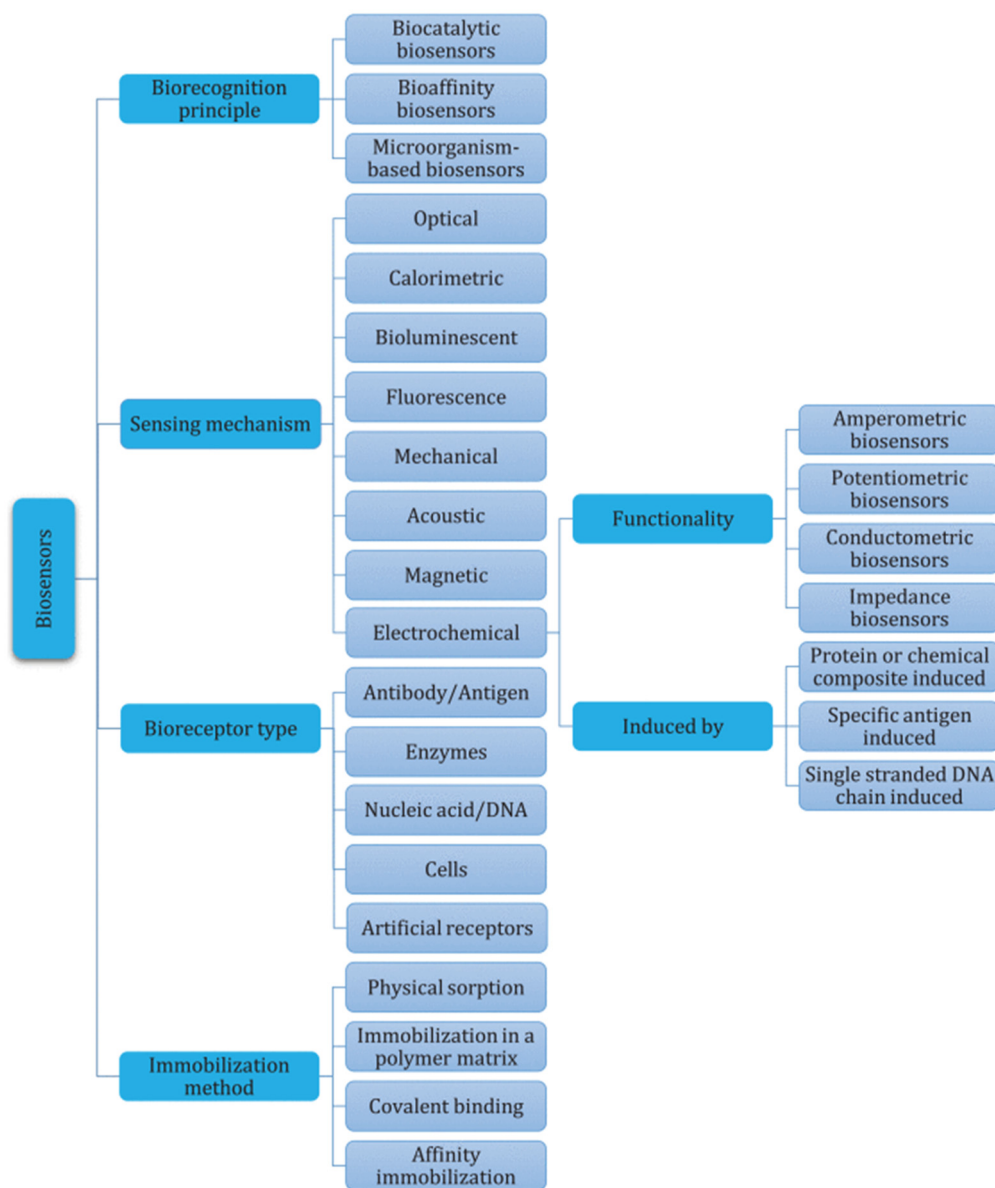 Biosensors
Biorecognition
principle
Biocatalytic
biosensors
Bioaffinity
biosensors
Microorganism-
based biosensors
Sensing mechanism
Optical
Calorimetric
Bioluminescent
Fluorescence
Mechanical
Acoustic
Magnetic
Electrochemical
Functionality
Amperometric
biosensors
Potentiometric
biosensors
Conductometric
biosensors
Impedance
biosensors
Induced by
Protein or chemical
composite induced
Specific antigen
induced
Single stranded DNA
chain induced
Bioreceptor type
Antibody/Antigen
Enzymes
Nucleic acid/DNA
Cells
Artificial receptors
Immobilization
method
Physical sorption
Immobilization in a
polymer matrix
Covalent binding
Affinity
immobilization